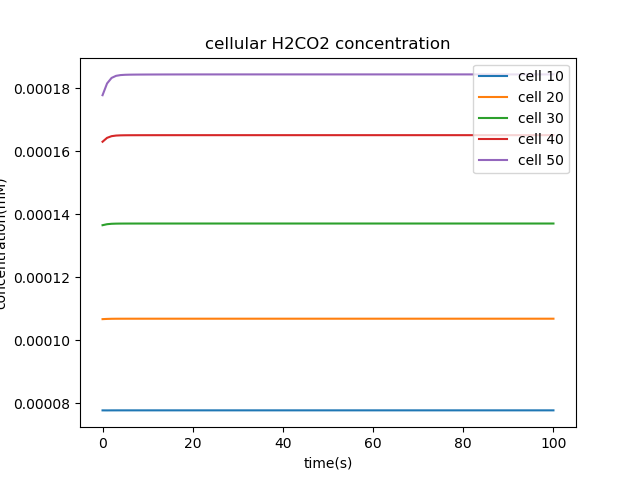 cellular H2CO2 concentration
0.00018
0.00016
0.00014
0.00012
0.00010
0.00008
concentration(mM)
0 20 40 60 80 100
time(s)
cell 10
cell 20
cell 30
cell 40
cell 50